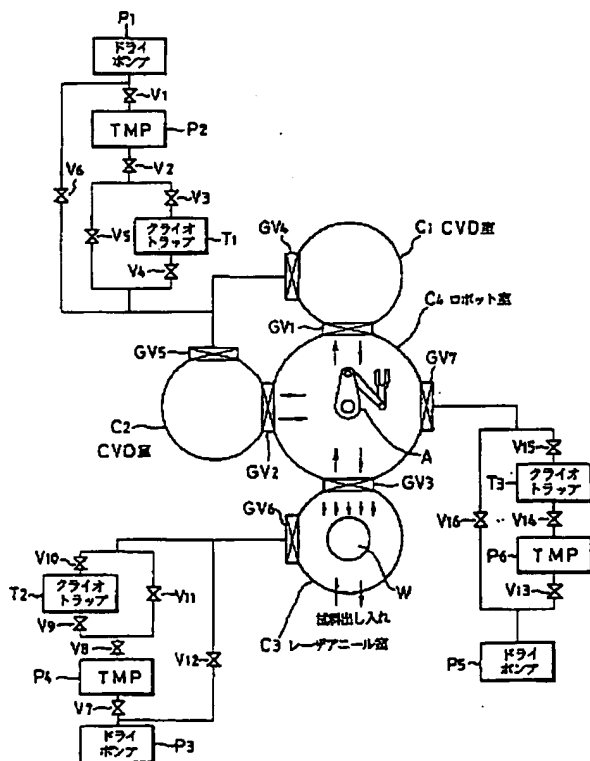 P1
ドライ
ポンプ
V1
TMP
P2
V6
V2
V3
V5
クライオ
トラップ
T1
V4
GV4
C1 CVD室
C4 ロボット室
GV1
GV5
GV7
C2
CVD室
GV2
A
V15
T3
クライオ
トラップ
GV3
V16
V14
GV6
P6
TMP
V10
V13
T2
クライオ
トラップ
V11
W
V9
試料出し入れ
V8
C3 レーザアニール室
V12
P5
ドライ
ポンプ
P4
TMP
V7
ドライ
ポンプ
P3